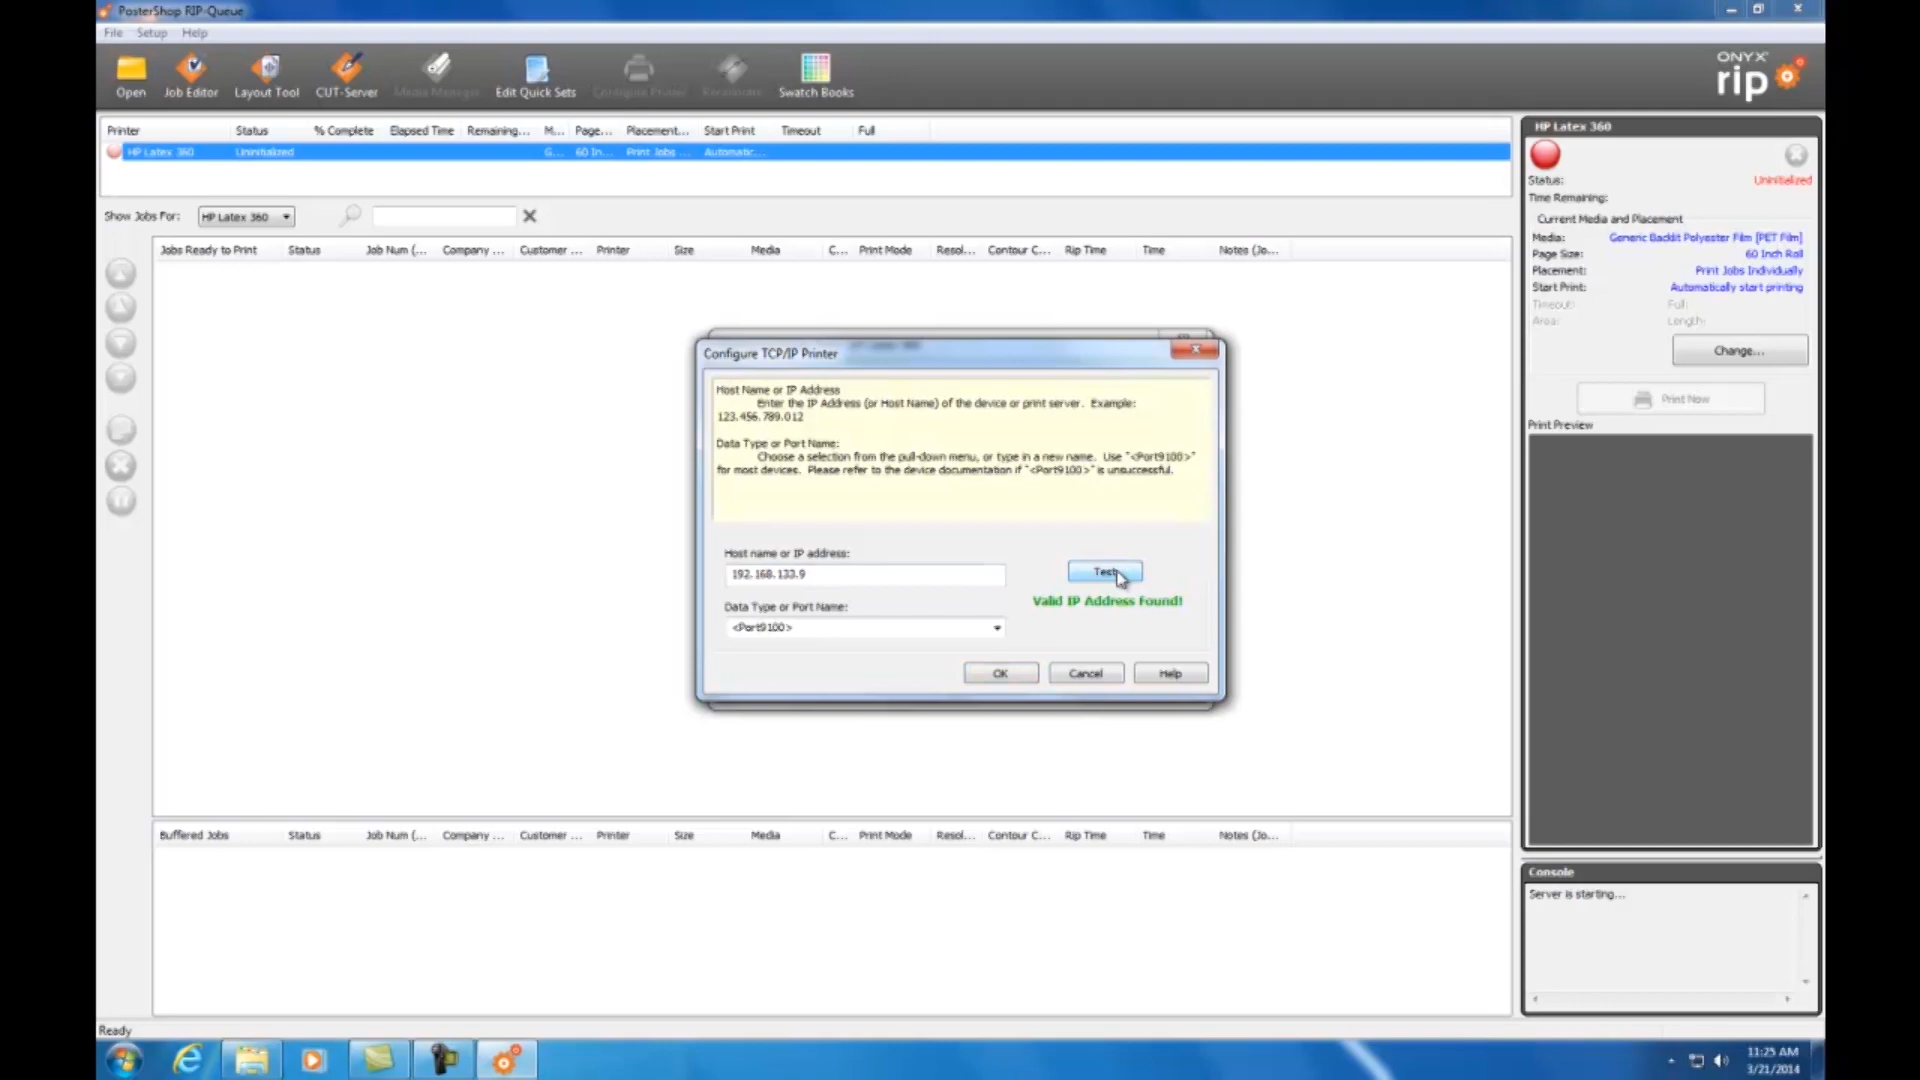 PosterShop RIP-Queue
File Setup Help
Open Job Editor Layout Tool CUT-Server Media Manager Edit Quick Sets Configure Printer Recalibrate Swatch Books
ONYX
rip
Printer Status % Complete Elapsed Time Remaining... M... Page... Placement... Start Print Timeout Full
HP Latex 360 Uninitialized G... 60 In... Print Jobs ... Automatic...
Show Jobs For: HP Latex 360
Jobs Ready to Print Status Job Num (... Company ... Customer ... Printer Size Media C... Print Mode Resol... Contour C... Rip Time Time Notes (Jo...
HP Latex 360
Status: Uninitialized
Time Remaining:
Current Media and Placement
Media: Generic Backlit Polyester Film [PET Film]
Page Size: 60 Inch Roll
Placement: Print Jobs Individually
Start Print: Automatically start printing
Timeout: Full:
Area: Length:
Change...
Print Now
Print Preview
Configure TCP/IP Printer
Host Name or IP Address
Enter the IP Address (or Host Name) of the device or print server. Example:
123.456.789.012
Data Type or Port Name:
Choose a selection from the pull-down menu, or type in a new name. Use "<Port9100>"
for most devices. Please refer to the device documentation if "<Port9100>" is unsuccessful.
Host name or IP address:
192.168.133.9
Test
Valid IP Address Found!
Data Type or Port Name:
<Port9100>
OK Cancel Help
Buffered Jobs Status Job Num (... Company ... Customer ... Printer Size Media C... Print Mode Resol... Contour C... Rip Time Time Notes (Jo...
Console
Server is starting...
Ready
11:25 AM
3/21/2014